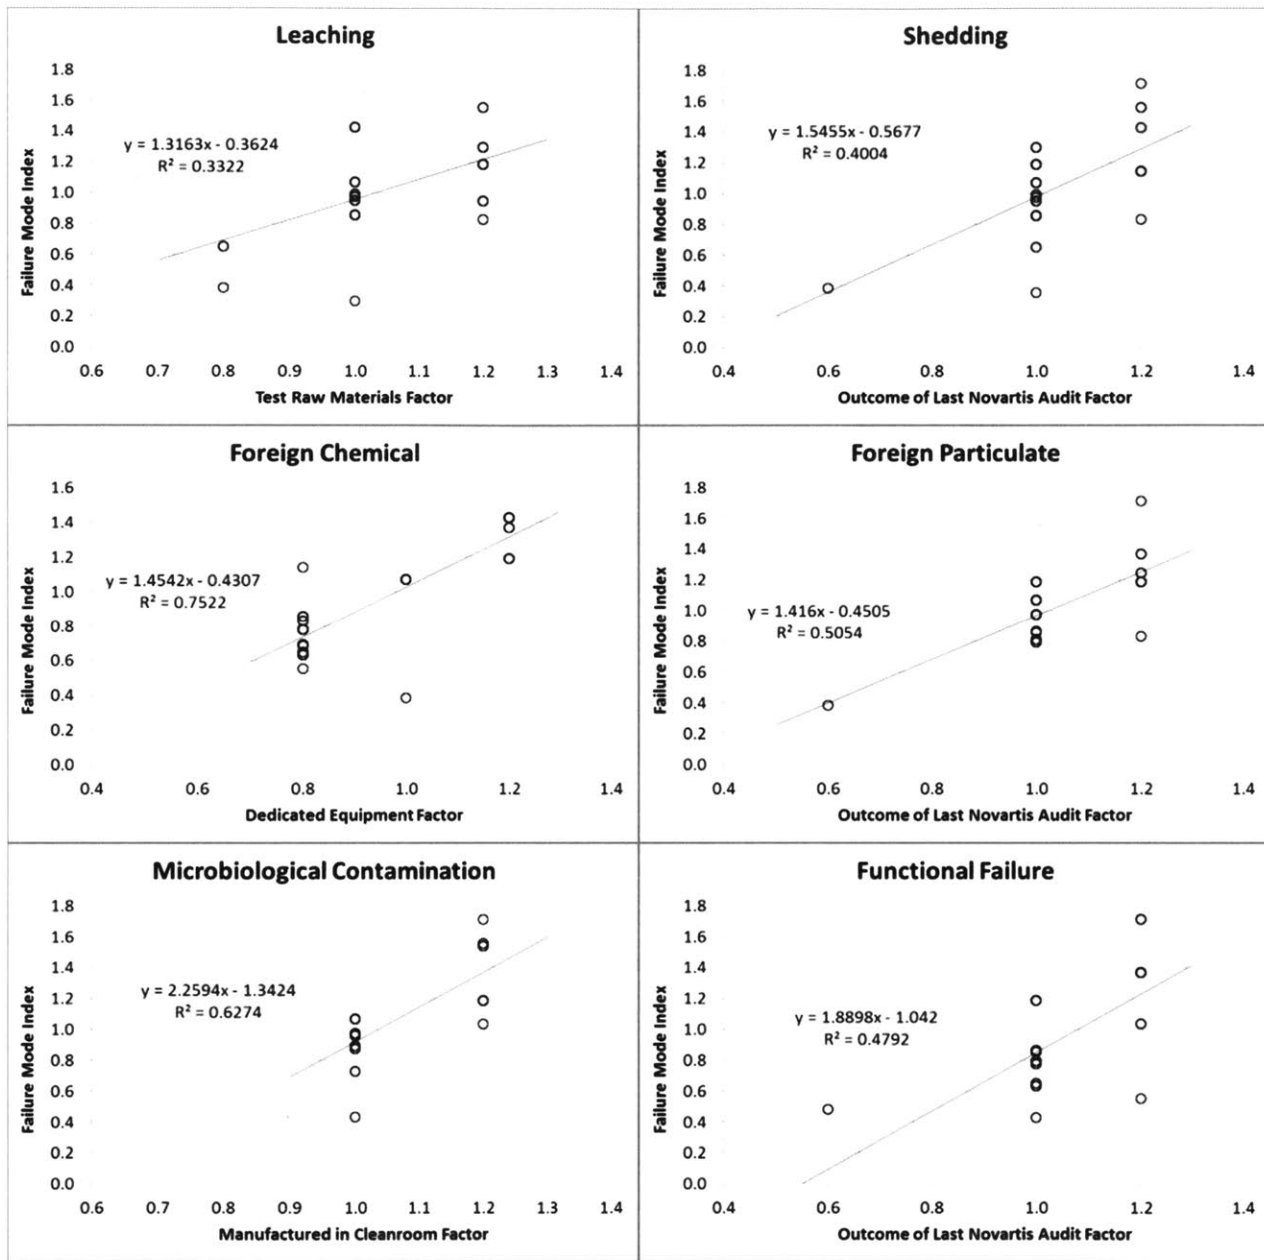 Leaching
1.8
1.6
1.4
1.2
1.0
0.8
0.6
0.4
0.2
0.0
Failure Mode Index
y = 1.3163x - 0.3624
R² = 0.3322
0.6 0.7 0.8 0.9 1.0 1.1 1.2 1.3 1.4
Test Raw Materials Factor
Shedding
1.8
1.6
1.4
1.2
1.0
0.8
0.6
0.4
0.2
0.0
Failure Mode Index
y = 1.5455x - 0.5677
R² = 0.4004
0.4 0.6 0.8 1.0 1.2 1.4
Outcome of Last Novartis Audit Factor
Foreign Chemical
1.6
1.4
1.2
1.0
0.8
0.6
0.4
0.2
0.0
Failure Mode Index
y = 1.4542x - 0.4307
R² = 0.7522
0.4 0.6 0.8 1.0 1.2 1.4
Dedicated Equipment Factor
Foreign Particulate
1.8
1.6
1.4
1.2
1.0
0.8
0.6
0.4
0.2
0.0
Failure Mode Index
y = 1.416x - 0.4505
R² = 0.5054
0.4 0.6 0.8 1.0 1.2 1.4
Outcome of Last Novartis Audit Factor
Microbiological Contamination
1.8
1.6
1.4
1.2
1.0
0.8
0.6
0.4
0.2
0.0
Failure Mode Index
y = 2.2594x - 1.3424
R² = 0.6274
0.6 0.7 0.8 0.9 1.0 1.1 1.2 1.3 1.4
Manufactured in Cleanroom Factor
Functional Failure
1.8
1.6
1.4
1.2
1.0
0.8
0.6
0.4
0.2
0.0
Failure Mode Index
y = 1.8898x - 1.042
R² = 0.4792
0.4 0.6 0.8 1.0 1.2 1.4
Outcome of Last Novartis Audit Factor